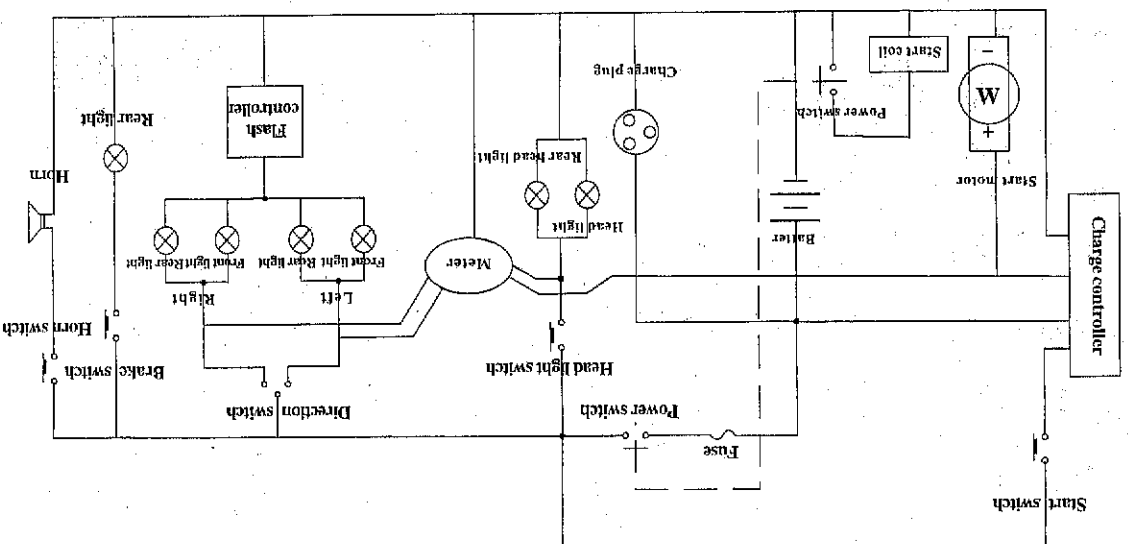 Start switch
Fuse
Power switch
Direction switch
Brake switch
Horn switch
Head light switch
Charge controller
Left
Right
Meter
Front light
Rear light
Front light
Rear light
Batter
Head light
Rear head light
Start motor
+
M
-
Power switch
Start coil
Charge plug
Flash controller
Rear light
Horn